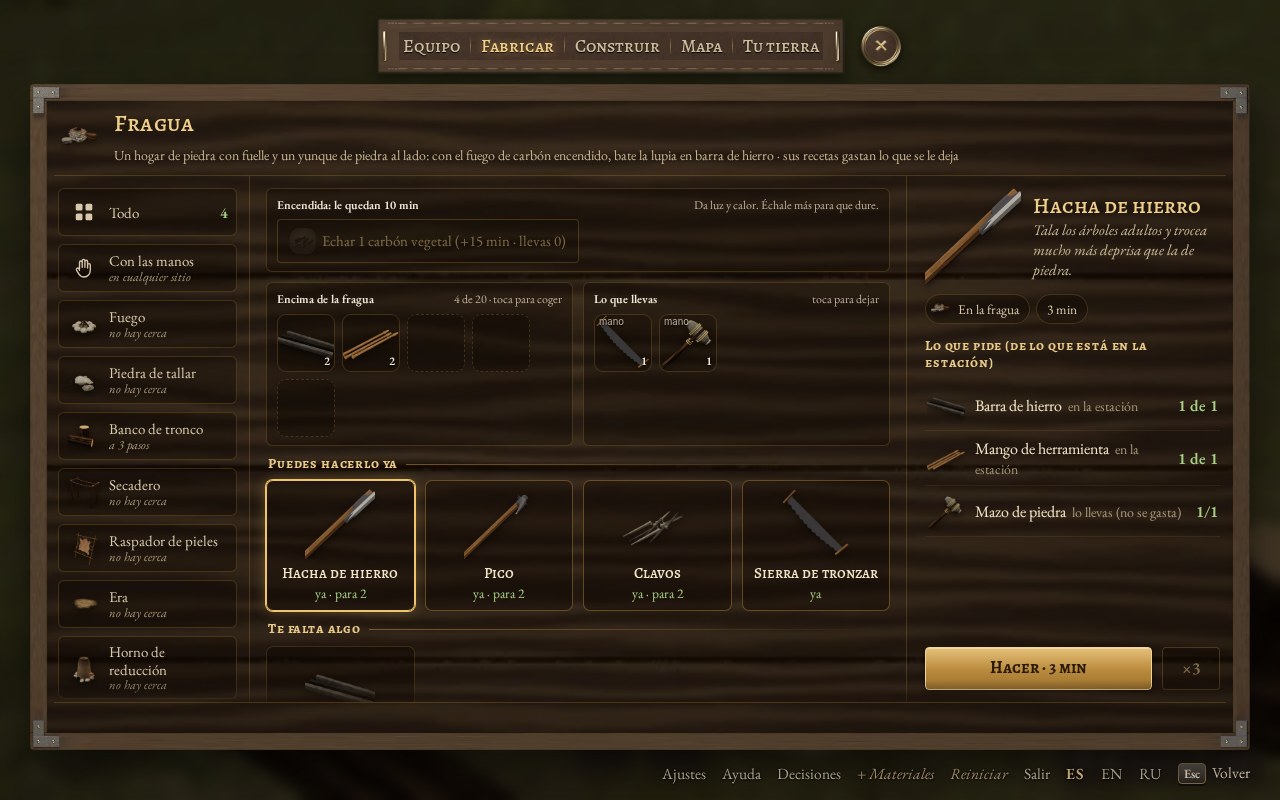 Equipo
Fabricar
Construir
Mapa
Tu tierra
Fragua
Un hogar de piedra con fuelle y un yunque de piedra al lado: con el fuego de carbón encendido, bate la lupia en barra de hierro · sus recetas gastan lo que se le deja
Todo
4
Con las manos
en cualquier sitio
Fuego
no hay cerca
Piedra de tallar
no hay cerca
Banco de tronco
a 3 pasos
Secadero
no hay cerca
Raspador de pieles
no hay cerca
Era
no hay cerca
Horno de
reducción
no hay cerca
Encendida: le quedan 10 min
Da luz y calor. Échale más para que dure.
Echar 1 carbón vegetal (+15 min · llevas 0)
Encima de la fragua
4 de 20 · toca para coger
2
2
Lo que llevas
toca para dejar
mano
1
mano
1
Puedes hacerlo ya
Hacha de hierro
ya · para 2
Pico
ya · para 2
Clavos
ya · para 2
Sierra de tronzar
ya
Te falta algo
Hacha de hierro
Tala los árboles adultos y trocea
mucho más deprisa que la de
piedra.
En la fragua
3 min
Lo que pide (de lo que está en la
estación)
Barra de hierro en la estación
1 de 1
Mango de herramienta en la
estación
1 de 1
Mazo de piedra lo llevas (no se gasta)
1/1
Hacer · 3 min
×3
Ajustes
Ayuda
Decisiones
+ Materiales
Reiniciar
Salir
ES
EN
RU
Esc
Volver